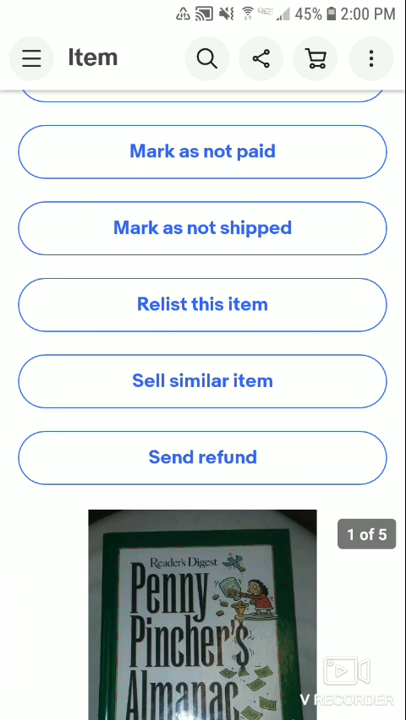 45% 2:00 PM
Item
Mark as not paid
Mark as not shipped
Relist this item
Sell similar item
Send refund
1 of 5
Reader's Digest
Penny
Pincher's
Almanac
V RECORDER